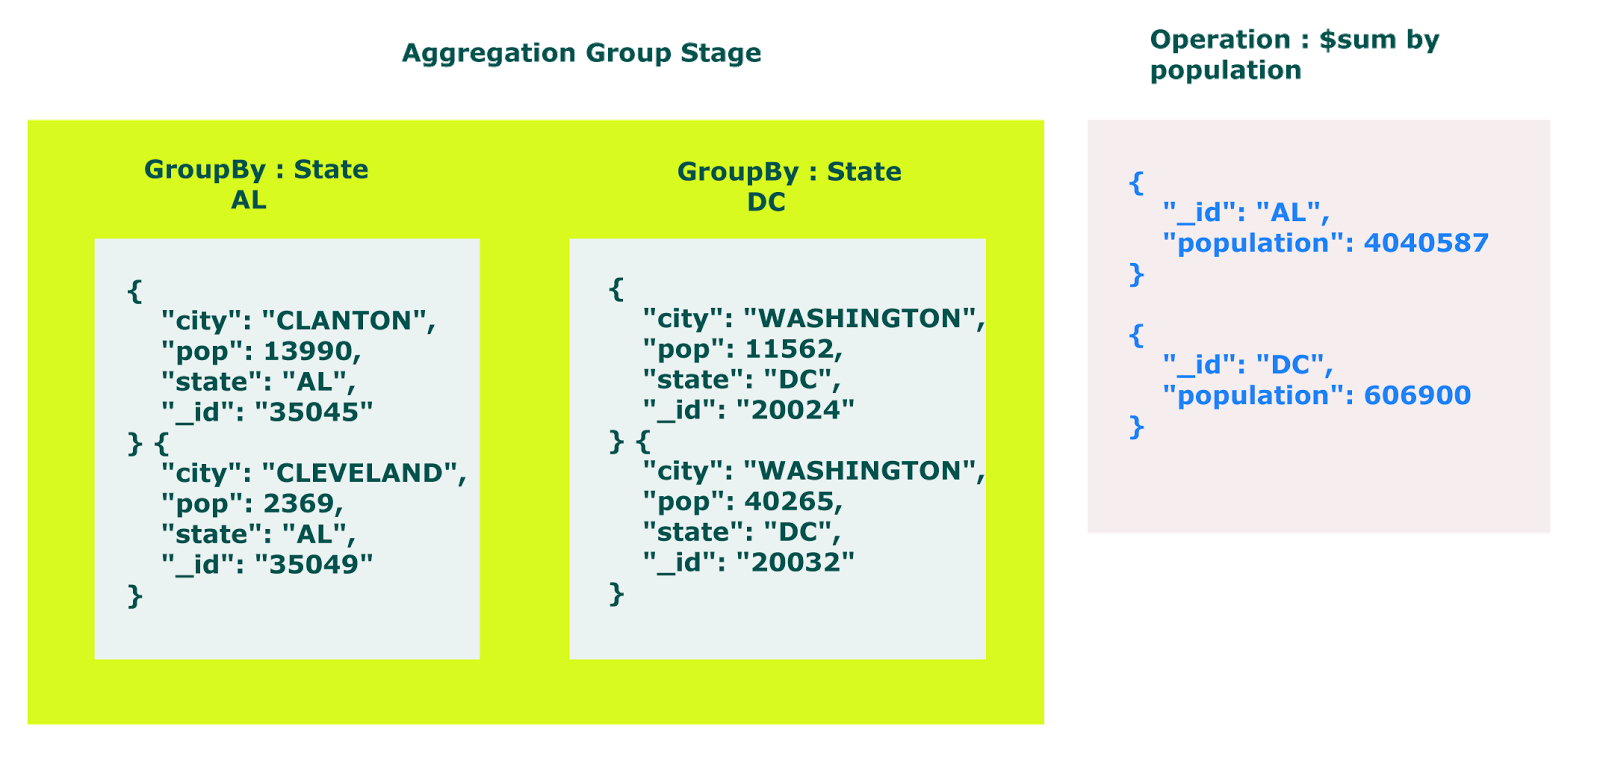 Aggregation Group Stage
Operation : $sum by
population
GroupBy : State
AL
{
"city": "CLANTON",
"pop": 13990,
"state": "AL",
"_id": "35045"
} {
"city": "CLEVELAND",
"pop": 2369,
"state": "AL",
"_id": "35049"
}
GroupBy : State
DC
{
"city": "WASHINGTON",
"pop": 11562,
"state": "DC",
"_id": "20024"
} {
"city": "WASHINGTON",
"pop": 40265,
"state": "DC",
"_id": "20032"
}
{
"_id": "AL",
"population": 4040587
}
{
"_id": "DC",
"population": 606900
}